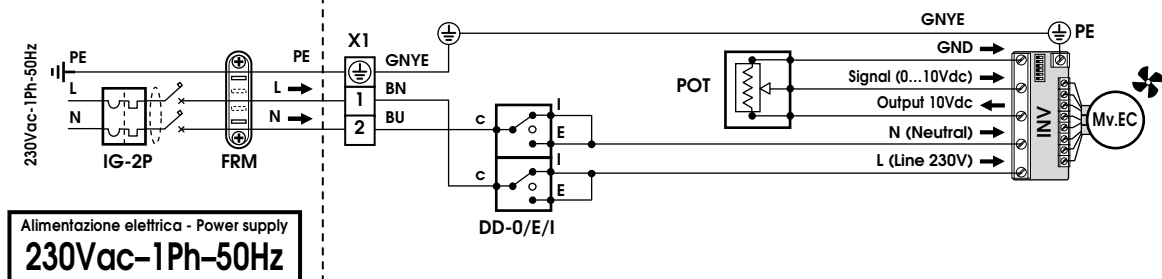 230Vac-1Ph-50Hz
PE
L
N
IG-2P
FRM
PE
L
N
X1
1
2
GNYE
BN
BU
C
I
E
C
I
E
DD-0/E/I
POT
GNYE
PE
GND
Signal (0...10Vdc)
Output 10Vdc
N (Neutral)
L (Line 230V)
INV
Mv.EC
Alimentazione elettrica - Power supply
230Vac–1Ph–50Hz